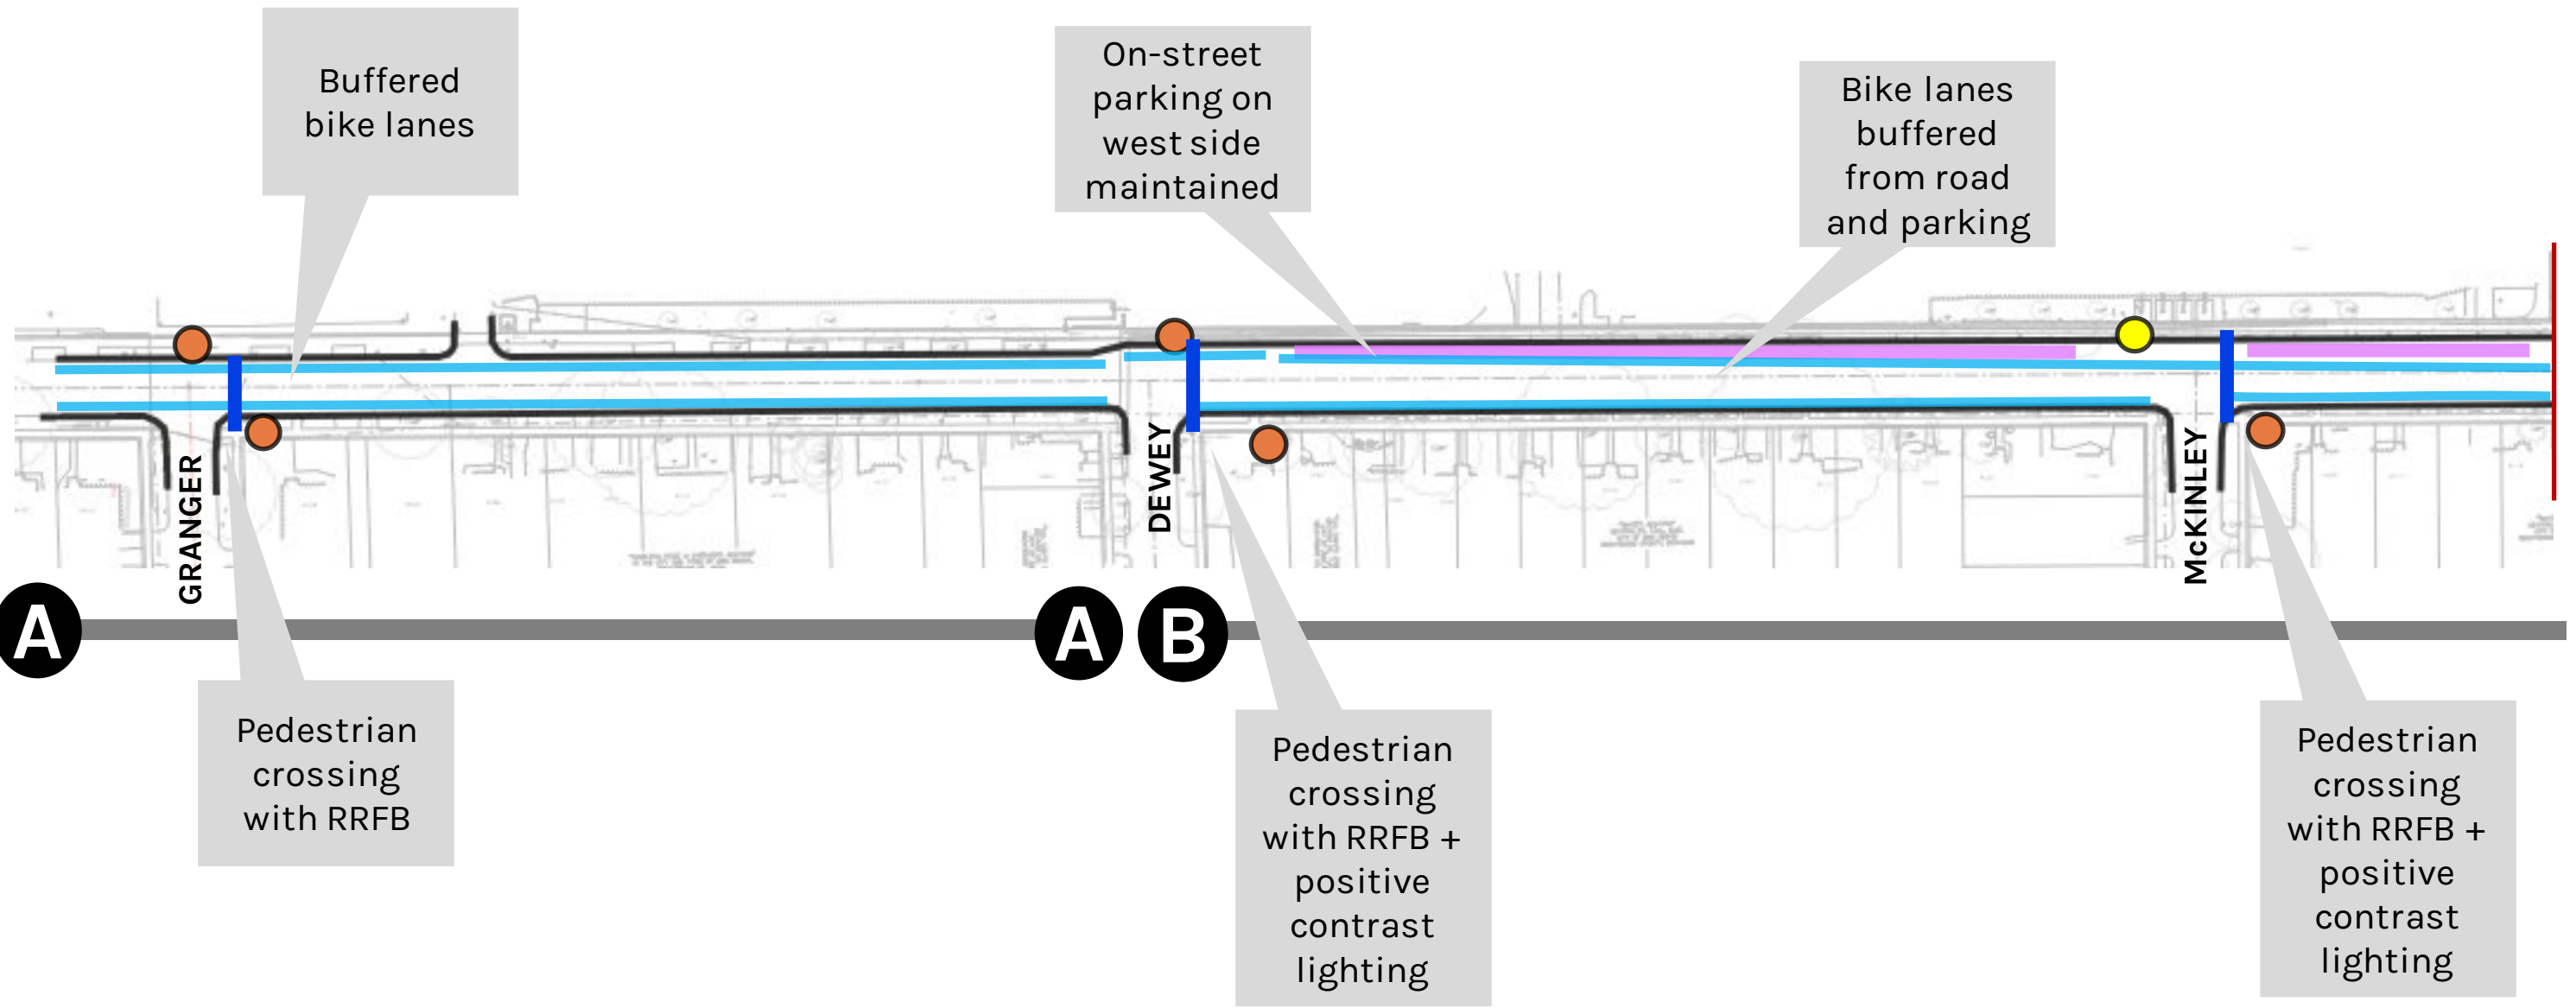 Buffered
bike lanes
On-street
parking on
west side
maintained
Bike lanes
buffered
from road
and parking
GRANGER
DEWEY
McKINLEY
A
A
B
Pedestrian
crossing
with RRFB
Pedestrian
crossing
with RRFB +
positive
contrast
lighting
Pedestrian
crossing
with RRFB +
positive
contrast
lighting